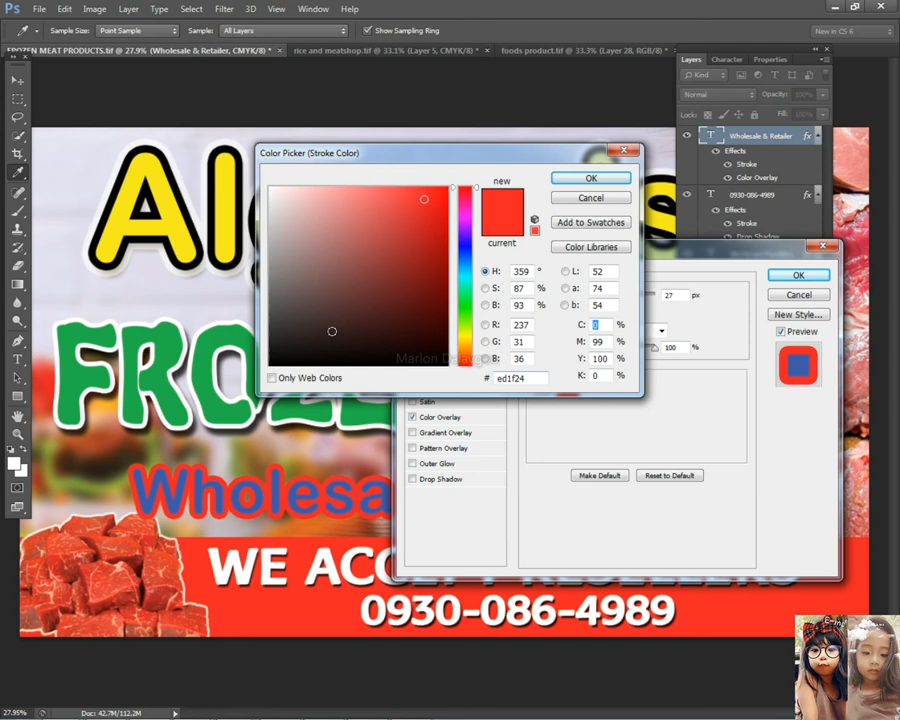 Ps File Edit Image Layer Type Select Filter 3D View Window Help
Sample Size: Point Sample Sample: All Layers Show Sampling Ring New in CS 6
FROZEN MEAT PRODUCTS.tif @ 27.9% (Wholesale & Retailer, CMYK/8) * × rice and meatshop.tif @ 33.1% (Layer 5, CMYK/8) * × foods product.tif @ 33.3% (Layer 28, RGB/8) *
Layers Character Properties
Kind
Normal Opacity: 100%
Lock: Fill: 100%
T Wholesale & Retailer fx
Effects
Stroke
Color Overlay
T 0930-086-4989 fx
Effects
Stroke
Drop Shadow
Color Picker (Stroke Color)
new
current
OK
Cancel
Add to Swatches
Color Libraries
H: 359 °
S: 87 %
B: 93 %
R: 237
G: 31
B: 36
L: 52
a: 74
b: 54
C: 0 %
M: 99 %
Y: 100 %
K: 0 %
# ed1f24
Only Web Colors
27 px
100 %
OK
Cancel
New Style...
Preview
Satin
Color Overlay
Gradient Overlay
Pattern Overlay
Outer Glow
Drop Shadow
Make Default Reset to Default
WE ACCEPT RESELLERS
0930-086-4989
27.95% Doc: 42.7M/112.2M